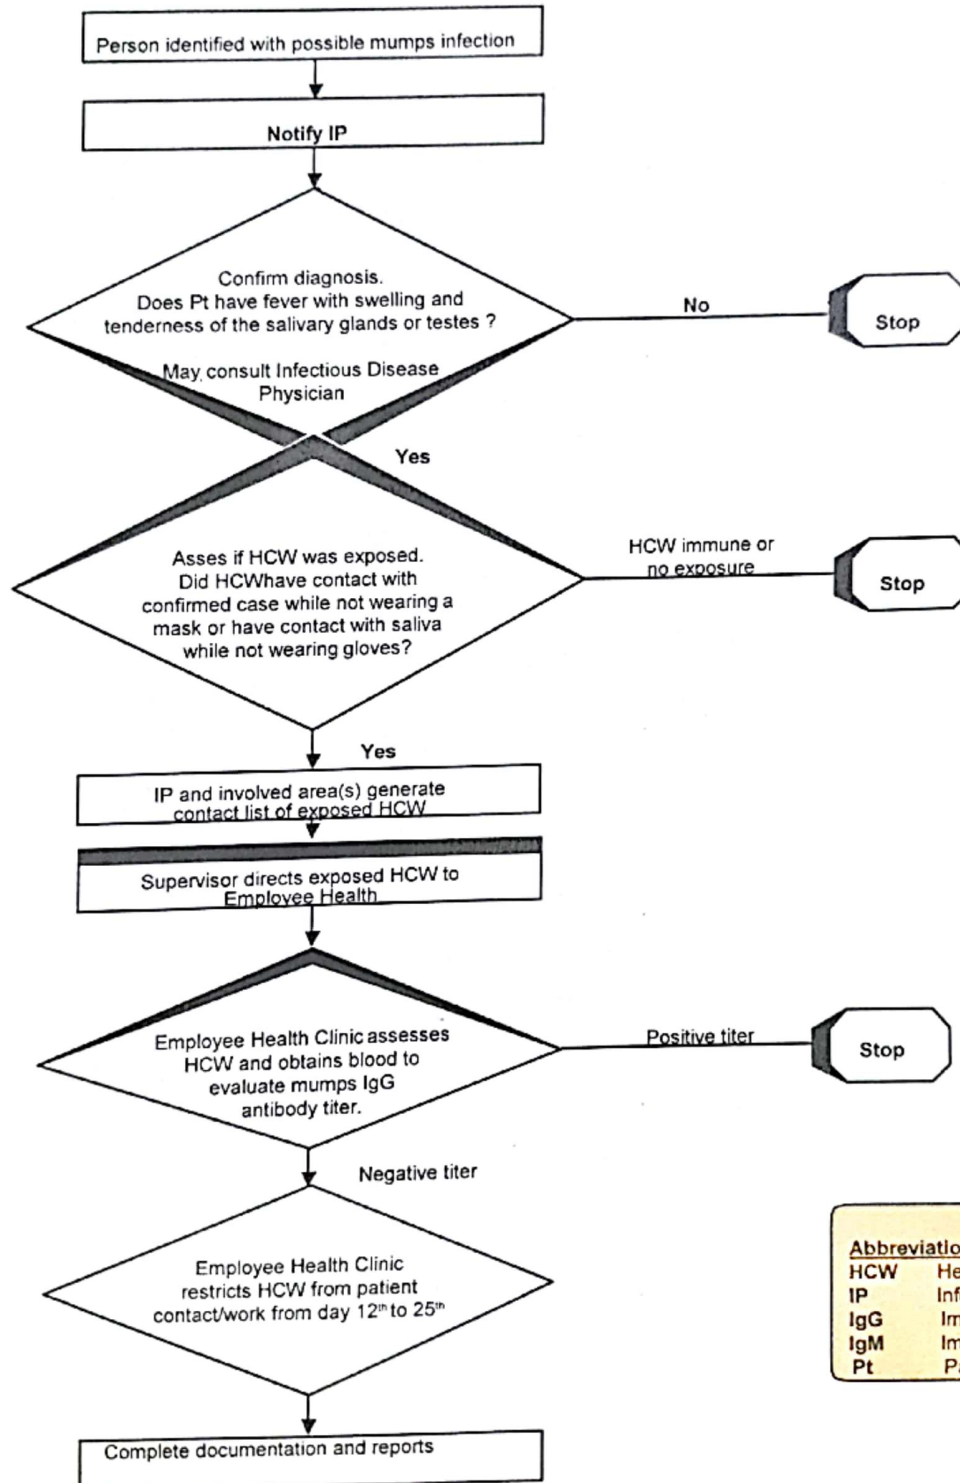 Person identified with possible mumps infection
Notify IP
Confirm diagnosis.
Does Pt have fever with swelling and
tenderness of the salivary glands or testes ?
No
Stop
May consult Infectious Disease
Physician
Yes
Asses if HCW was exposed.
Did HCWhave contact with
confirmed case while not wearing a
mask or have contact with saliva
while not wearing gloves?
HCW immune or
no exposure
Stop
Yes
IP and involved area(s) generate
contact list of exposed HCW
Supervisor directs exposed HCW to
Employee Health
Employee Health Clinic assesses
HCW and obtains blood to
evaluate mumps IgG
antibody titer.
Positive titer
Stop
Negative titer
Employee Health Clinic
restricts HCW from patient
contact/work from day 12th to 25th
HCW
IP
IgG
IgM
Pt
Complete documentation and reports